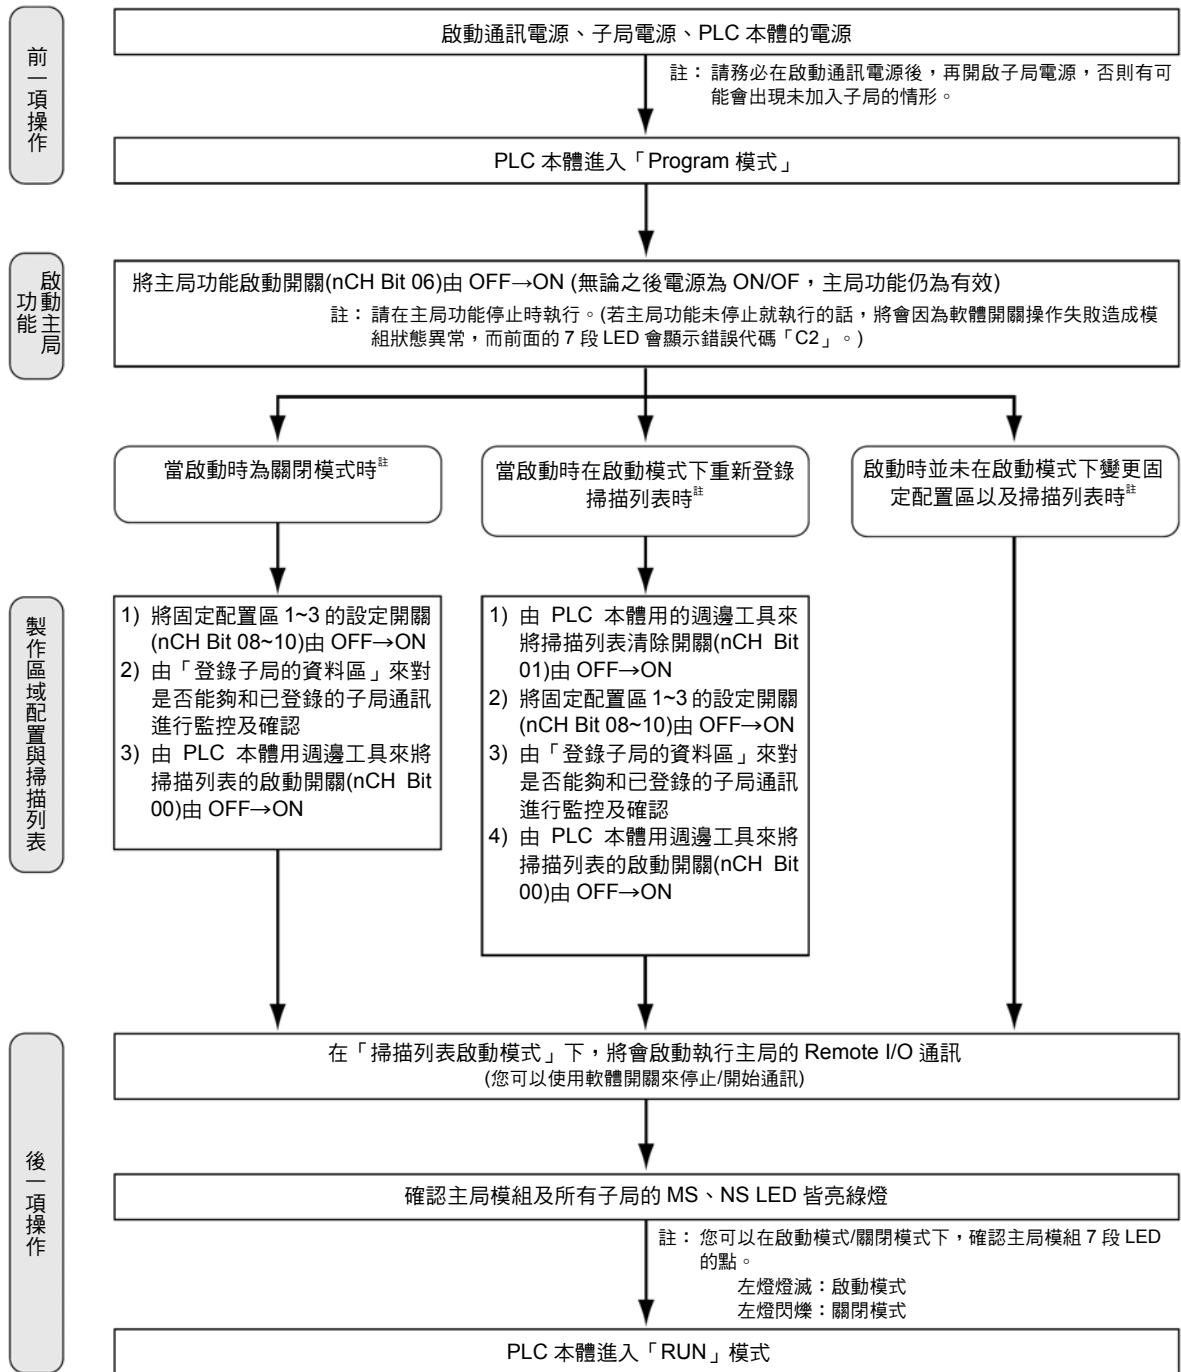 前一項操作
啟動通訊電源、子局電源、PLC 本體的電源
註：請務必在啟動通訊電源後，再開啟子局電源，否則有可
能會出現未加入子局的情形。
PLC 本體進入「Program 模式」
啟動主局
功能
將主局功能啟動開關(nCH Bit 06)由 OFF→ON (無論之後電源為 ON/OF，主局功能仍為有效)
註：請在主局功能停止時執行。(若主局功能未停止就執行的話，將會因為軟體開關操作失敗造成模
組狀態異常，而前面的 7 段 LED 會顯示錯誤代碼「C2」。)
當啟動時為關閉模式時註
當啟動時在啟動模式下重新登錄
掃描列表時註
啟動時並未在啟動模式下變更固
定配置區以及掃描列表時註
製作區域配置與掃描列表
1) 將固定配置區 1~3 的設定開關
(nCH Bit 08~10)由 OFF→ON
2) 由「登錄子局的資料區」來對
是否能夠和已登錄的子局通訊
進行監控及確認
3) 由 PLC 本體用週邊工具來將
掃描列表的啟動開關(nCH Bit
00)由 OFF→ON
1) 由 PLC 本體用的週邊工具來
將掃描列表清除開關(nCH Bit
01)由 OFF→ON
2) 將固定配置區 1~3 的設定開關
(nCH Bit 08~10)由 OFF→ON
3) 由「登錄子局的資料區」來對
是否能夠和已登錄的子局通訊
進行監控及確認
4) 由 PLC 本體用週邊工具來將
掃描列表的啟動開關(nCH Bit
00)由 OFF→ON
後一項操作
在「掃描列表啟動模式」下，將會啟動執行主局的 Remote I/O 通訊
(您可以使用軟體開關來停止/開始通訊)
確認主局模組及所有子局的 MS、NS LED 皆亮綠燈
註：您可以在啟動模式/關閉模式下，確認主局模組 7 段 LED
的點。
左燈燈滅：啟動模式
左燈閃爍：關閉模式
PLC 本體進入「RUN」模式